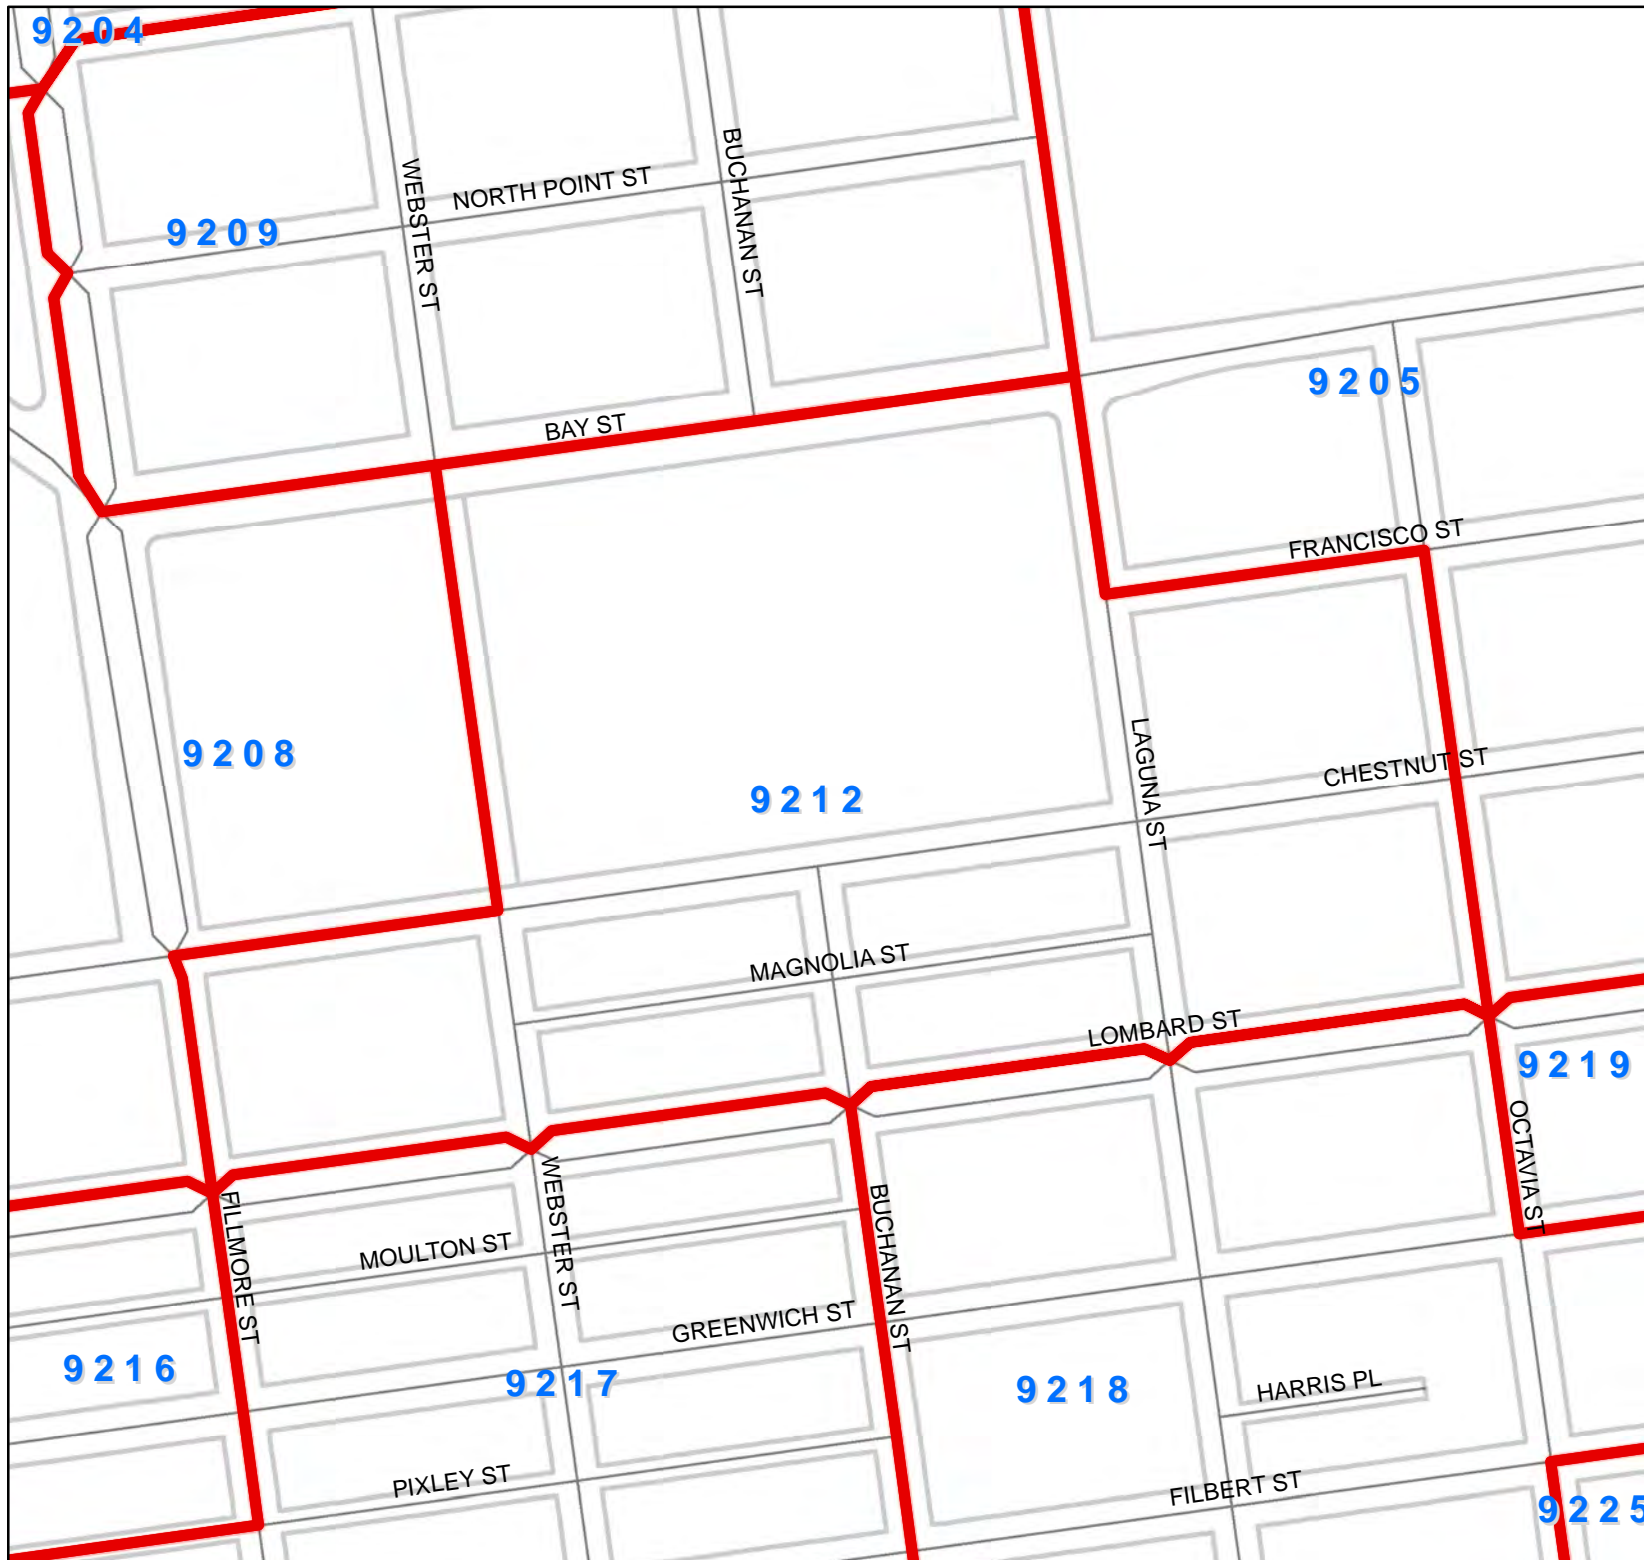 9204
WEBSTER ST
BUCHANAN ST
NORTH POINT ST
9209
9205
BAY ST
FRANCISCO ST
9208
LAGUNA ST
CHESTNUT ST
9212
MAGNOLIA ST
LOMBARD ST
9219
OCTAVIA ST
FILLMORE ST
MOULTON ST
WEBSTER ST
BUCHANAN ST
GREENWICH ST
9216
9217
9218
HARRIS PL
PIXLEY ST
FILBERT ST
9225